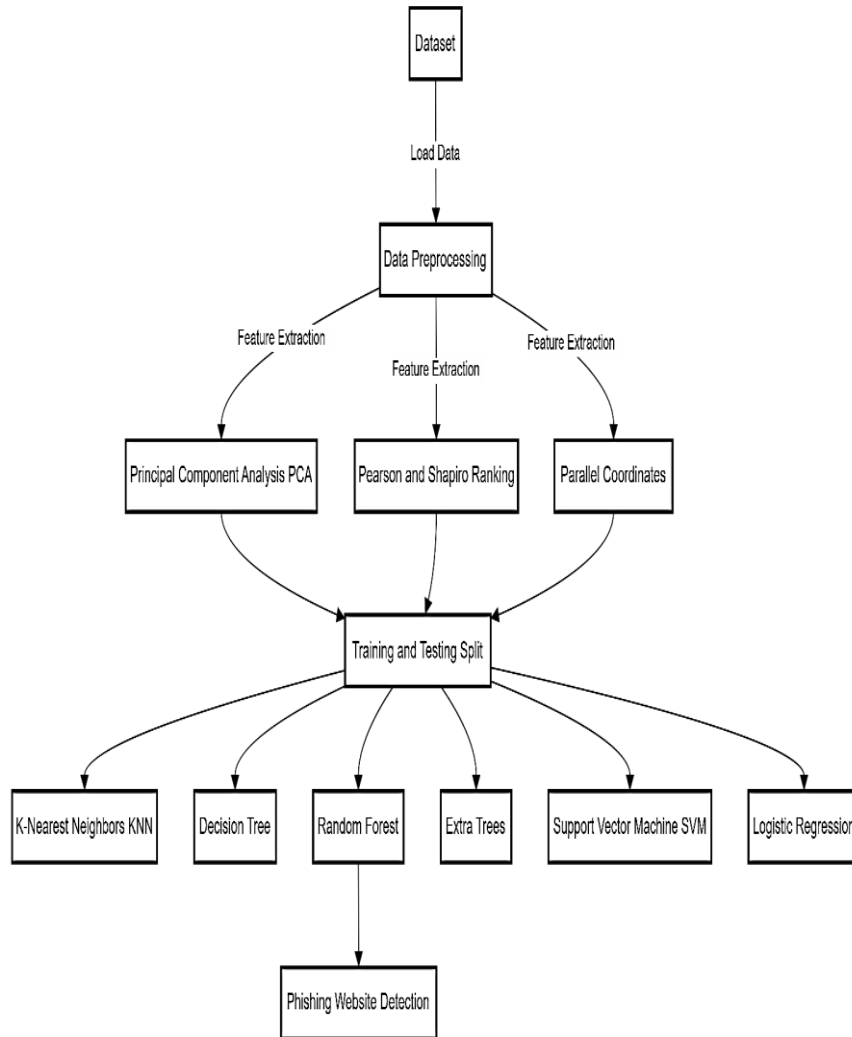 Dataset
Load Data
Data Preprocessing
Feature Extraction
Feature Extraction
Feature Extraction
Principal Component Analysis PCA
Pearson and Shapiro Ranking
Parallel Coordinates
Training and Testing Split
K-Nearest Neighbors KNN
Decision Tree
Random Forest
Extra Trees
Support Vector Machine SVM
Logistic Regression
Phishing Website Detection